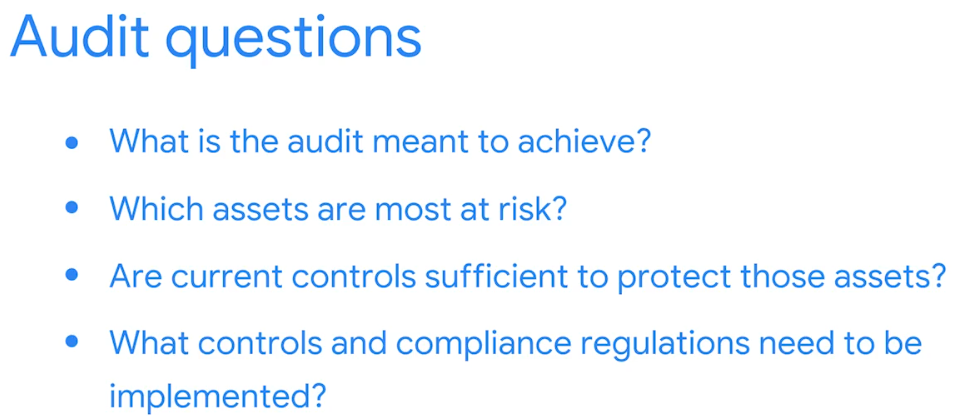 Audit questions
• What is the audit meant to achieve?
• Which assets are most at risk?
• Are current controls sufficient to protect those assets?
• What controls and compliance regulations need to be
implemented?